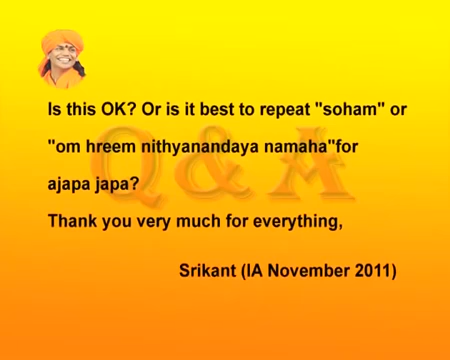 Is this OK? Or is it best to repeat "soham" or
"om hreem nithyanandaya namaha"for
ajapa japa?
Thank you very much for everything,
Srikant (IA November 2011)
Q & A